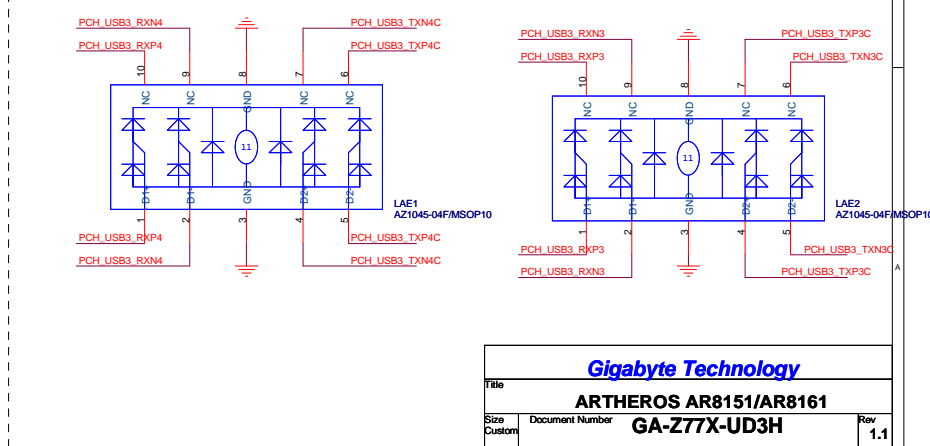 PCH_USB3_RXN4
PCH_USB3_TXN4C
PCH_USB3_RXP4
PCH_USB3_TXP4C
10 9 8 7 6
NC NC GND NC NC
11
D1+ D1- GND D2+ D2-
1 2 3 4 5
LAE1
AZ1045-04F/MSOP10
PCH_USB3_RXP4
PCH_USB3_TXP4C
PCH_USB3_RXN4
PCH_USB3_TXN4C
PCH_USB3_RXN3
PCH_USB3_TXP3C
PCH_USB3_RXP3
PCH_USB3_TXN3C
10 9 8 7 6
NC NC GND NC NC
11
D1+ D1- GND D2+ D2-
1 2 3 4 5
LAE2
AZ1045-04F/MSOP10
PCH_USB3_RXP3
PCH_USB3_TXN3C
PCH_USB3_RXN3
PCH_USB3_TXP3C
A
Gigabyte Technology
Title
ARTHEROS AR8151/AR8161
Size
Custom
Document Number
GA-Z77X-UD3H
Rev
1.1